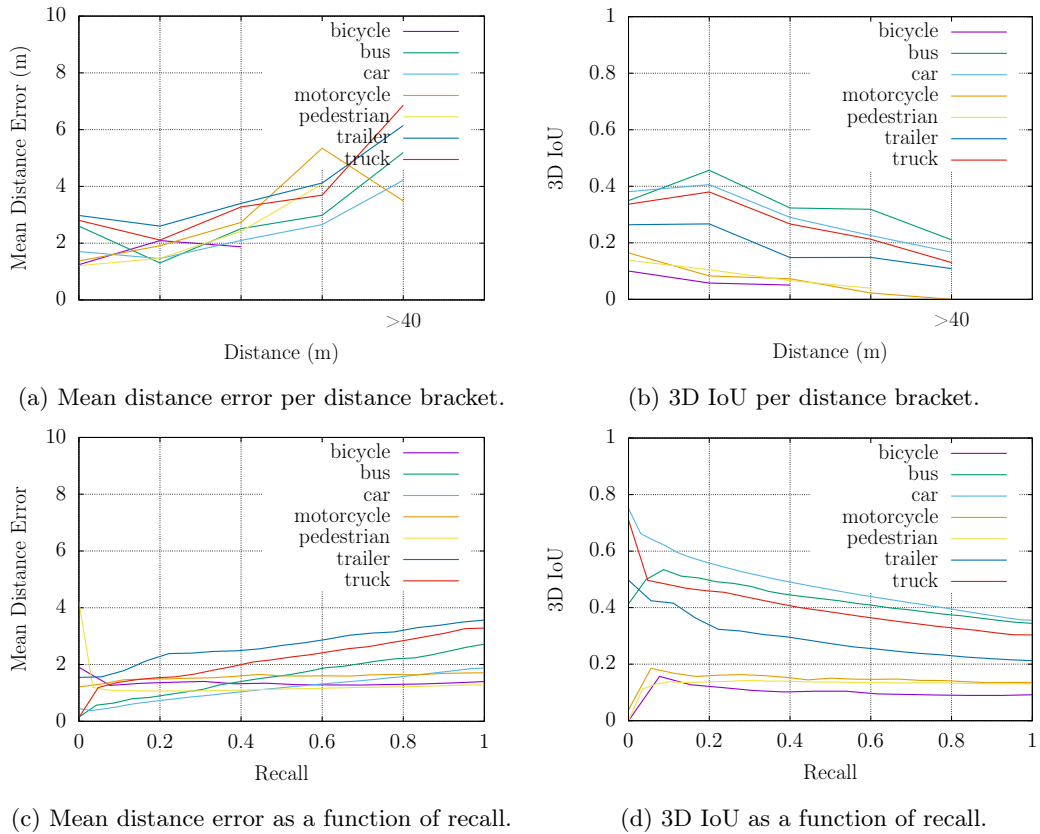 10
8
6
4
2
0
Mean Distance Error (m)
bicycle
bus
car
motorcycle
pedestrian
trailer
truck
>40
Distance (m)
(a) Mean distance error per distance bracket.
1
0.8
0.6
0.4
0.2
0
3D IoU
bicycle
bus
car
motorcycle
pedestrian
trailer
truck
>40
Distance (m)
(b) 3D IoU per distance bracket.
10
8
6
4
2
0
Mean Distance Error
bicycle
bus
car
motorcycle
pedestrian
trailer
truck
0 0.2 0.4 0.6 0.8 1
Recall
(c) Mean distance error as a function of recall.
1
0.8
0.6
0.4
0.2
0
3D IoU
bicycle
bus
car
motorcycle
pedestrian
trailer
truck
0 0.2 0.4 0.6 0.8 1
Recall
(d) 3D IoU as a function of recall.